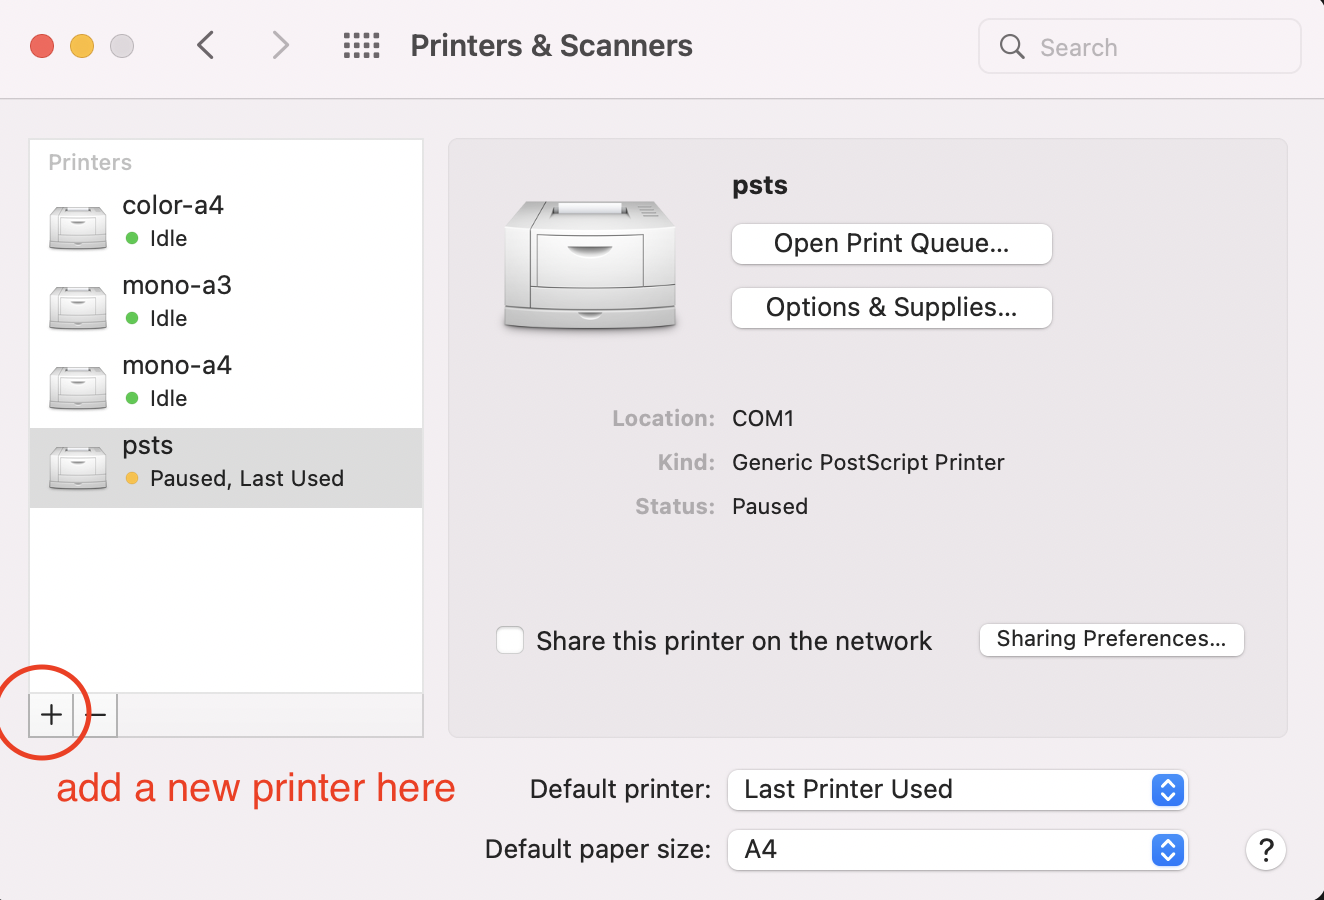 Printers & Scanners
Search
Printers
color-a4
Idle
mono-a3
Idle
mono-a4
Idle
psts
Paused, Last Used
psts
Open Print Queue...
Options & Supplies...
Location: COM1
Kind: Generic PostScript Printer
Status: Paused
Share this printer on the network
Sharing Preferences...
+ −
add a new printer here
Default printer: Last Printer Used
Default paper size: A4
?